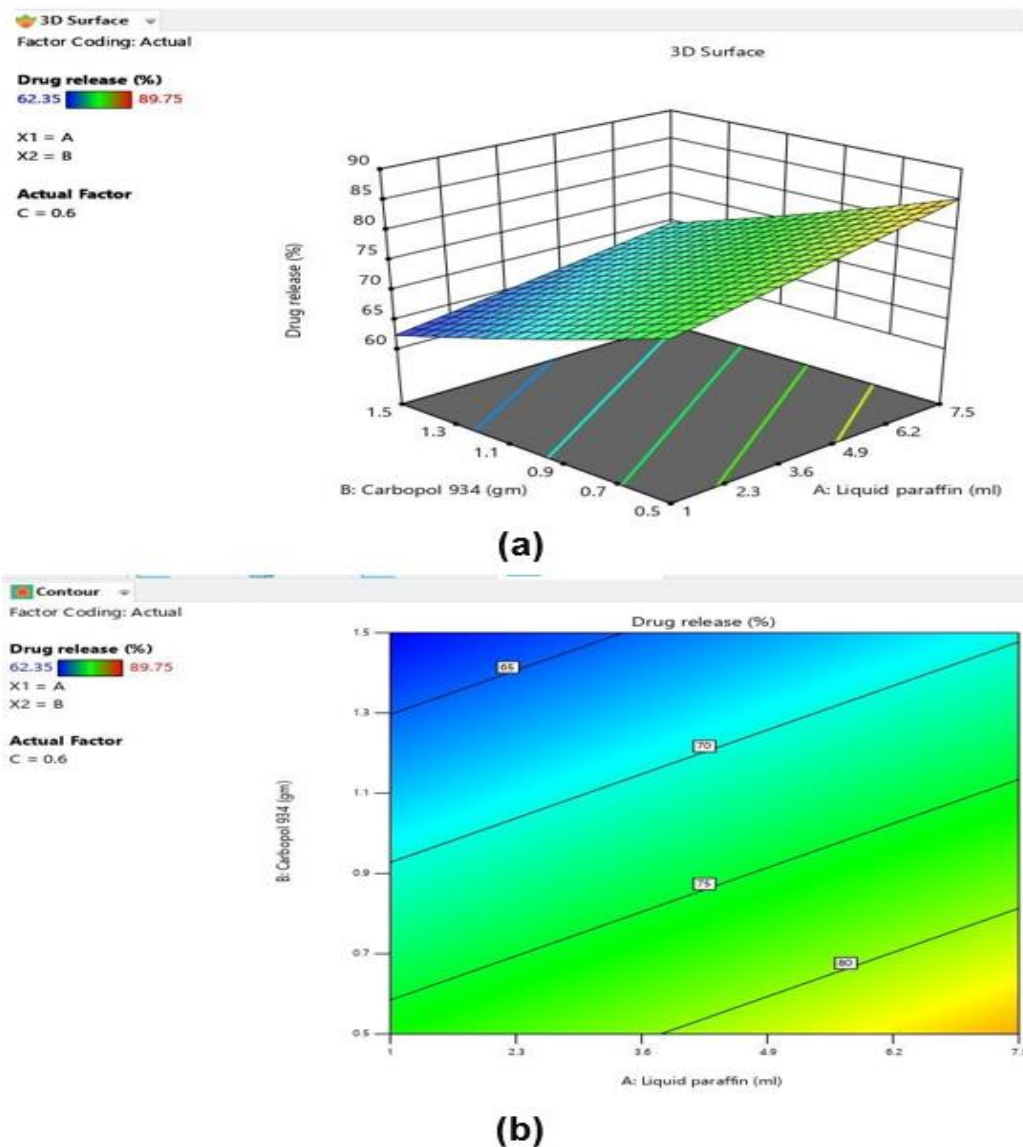 3D Surface
Factor Coding: Actual
3D Surface
Drug release (%)
62.35 89.75
X1 = A
X2 = B
Actual Factor
C = 0.6
90
85
80
75
70
65
60
Drug release (%)
1.5
1.3
1.1
0.9
0.7
0.5
B: Carbopol 934 (gm)
1
2.3
3.6
4.9
6.2
7.5
A: Liquid paraffin (ml)
(a)
Contour
Factor Coding: Actual
Drug release (%)
Drug release (%)
62.35 89.75
X1 = A
X2 = B
Actual Factor
C = 0.6
1.5
1.3
1.1
0.9
0.7
0.5
B: Carbopol 934 (gm)
65
70
75
80
1 2.3 3.6 4.9 6.2
A: Liquid paraffin (ml)
(b)